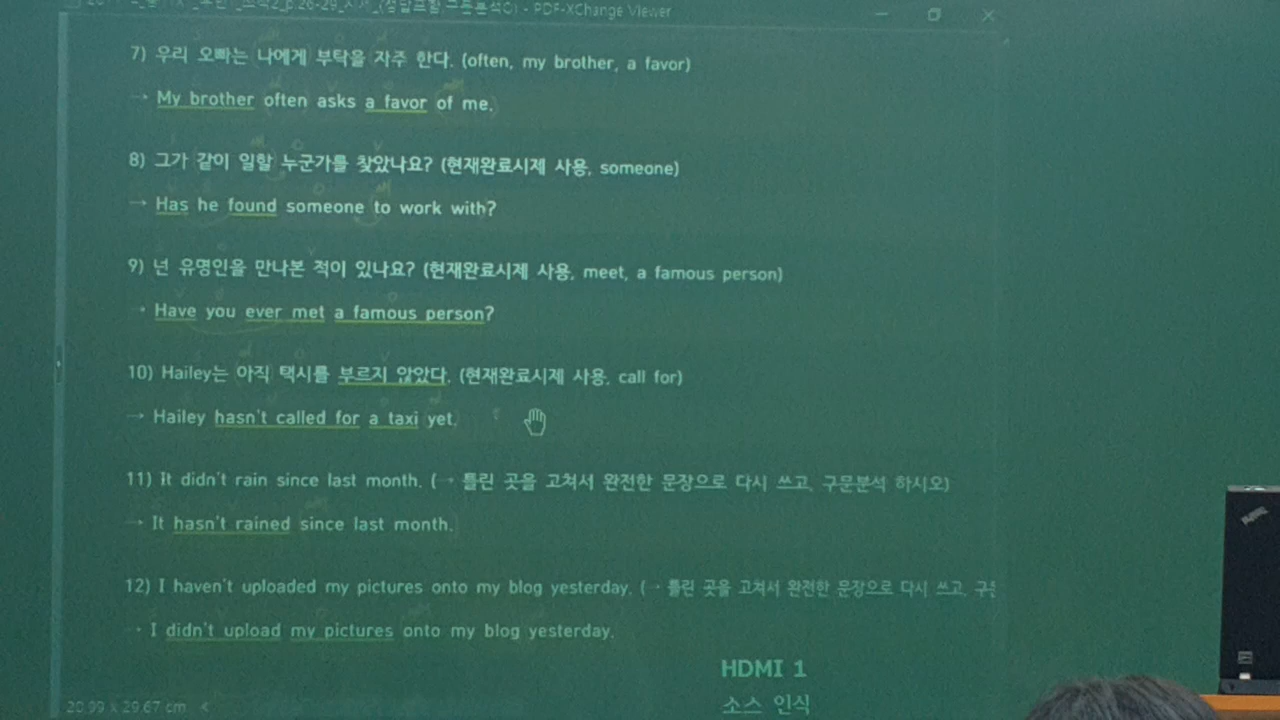 PDF-XChange Viewer
7) 우리 오빠는 나에게 부탁을 자주 한다. (often, my brother, a favor)
→ My brother often asks a favor of me.
8) 그가 같이 일할 누군가를 찾았나요? (현재완료시제 사용, someone)
→ Has he found someone to work with?
9) 넌 유명인을 만나본 적이 있나요? (현재완료시제 사용, meet, a famous person)
→ Have you ever met a famous person?
10) Hailey는 아직 택시를 부르지 않았다. (현재완료시제 사용, call for)
→ Hailey hasn't called for a taxi yet.
11) It didn't rain since last month. (→ 틀린 곳을 고쳐서 완전한 문장으로 다시 쓰고, 구문분석 하시오)
→ It hasn't rained since last month.
12) I haven't uploaded my pictures onto my blog yesterday. (→ 틀린 곳을 고쳐서 완전한 문장으로 다시 쓰고, 구
→ I didn't upload my pictures onto my blog yesterday.
HDMI 1
소스 인식
20.99 x 29.67 cm